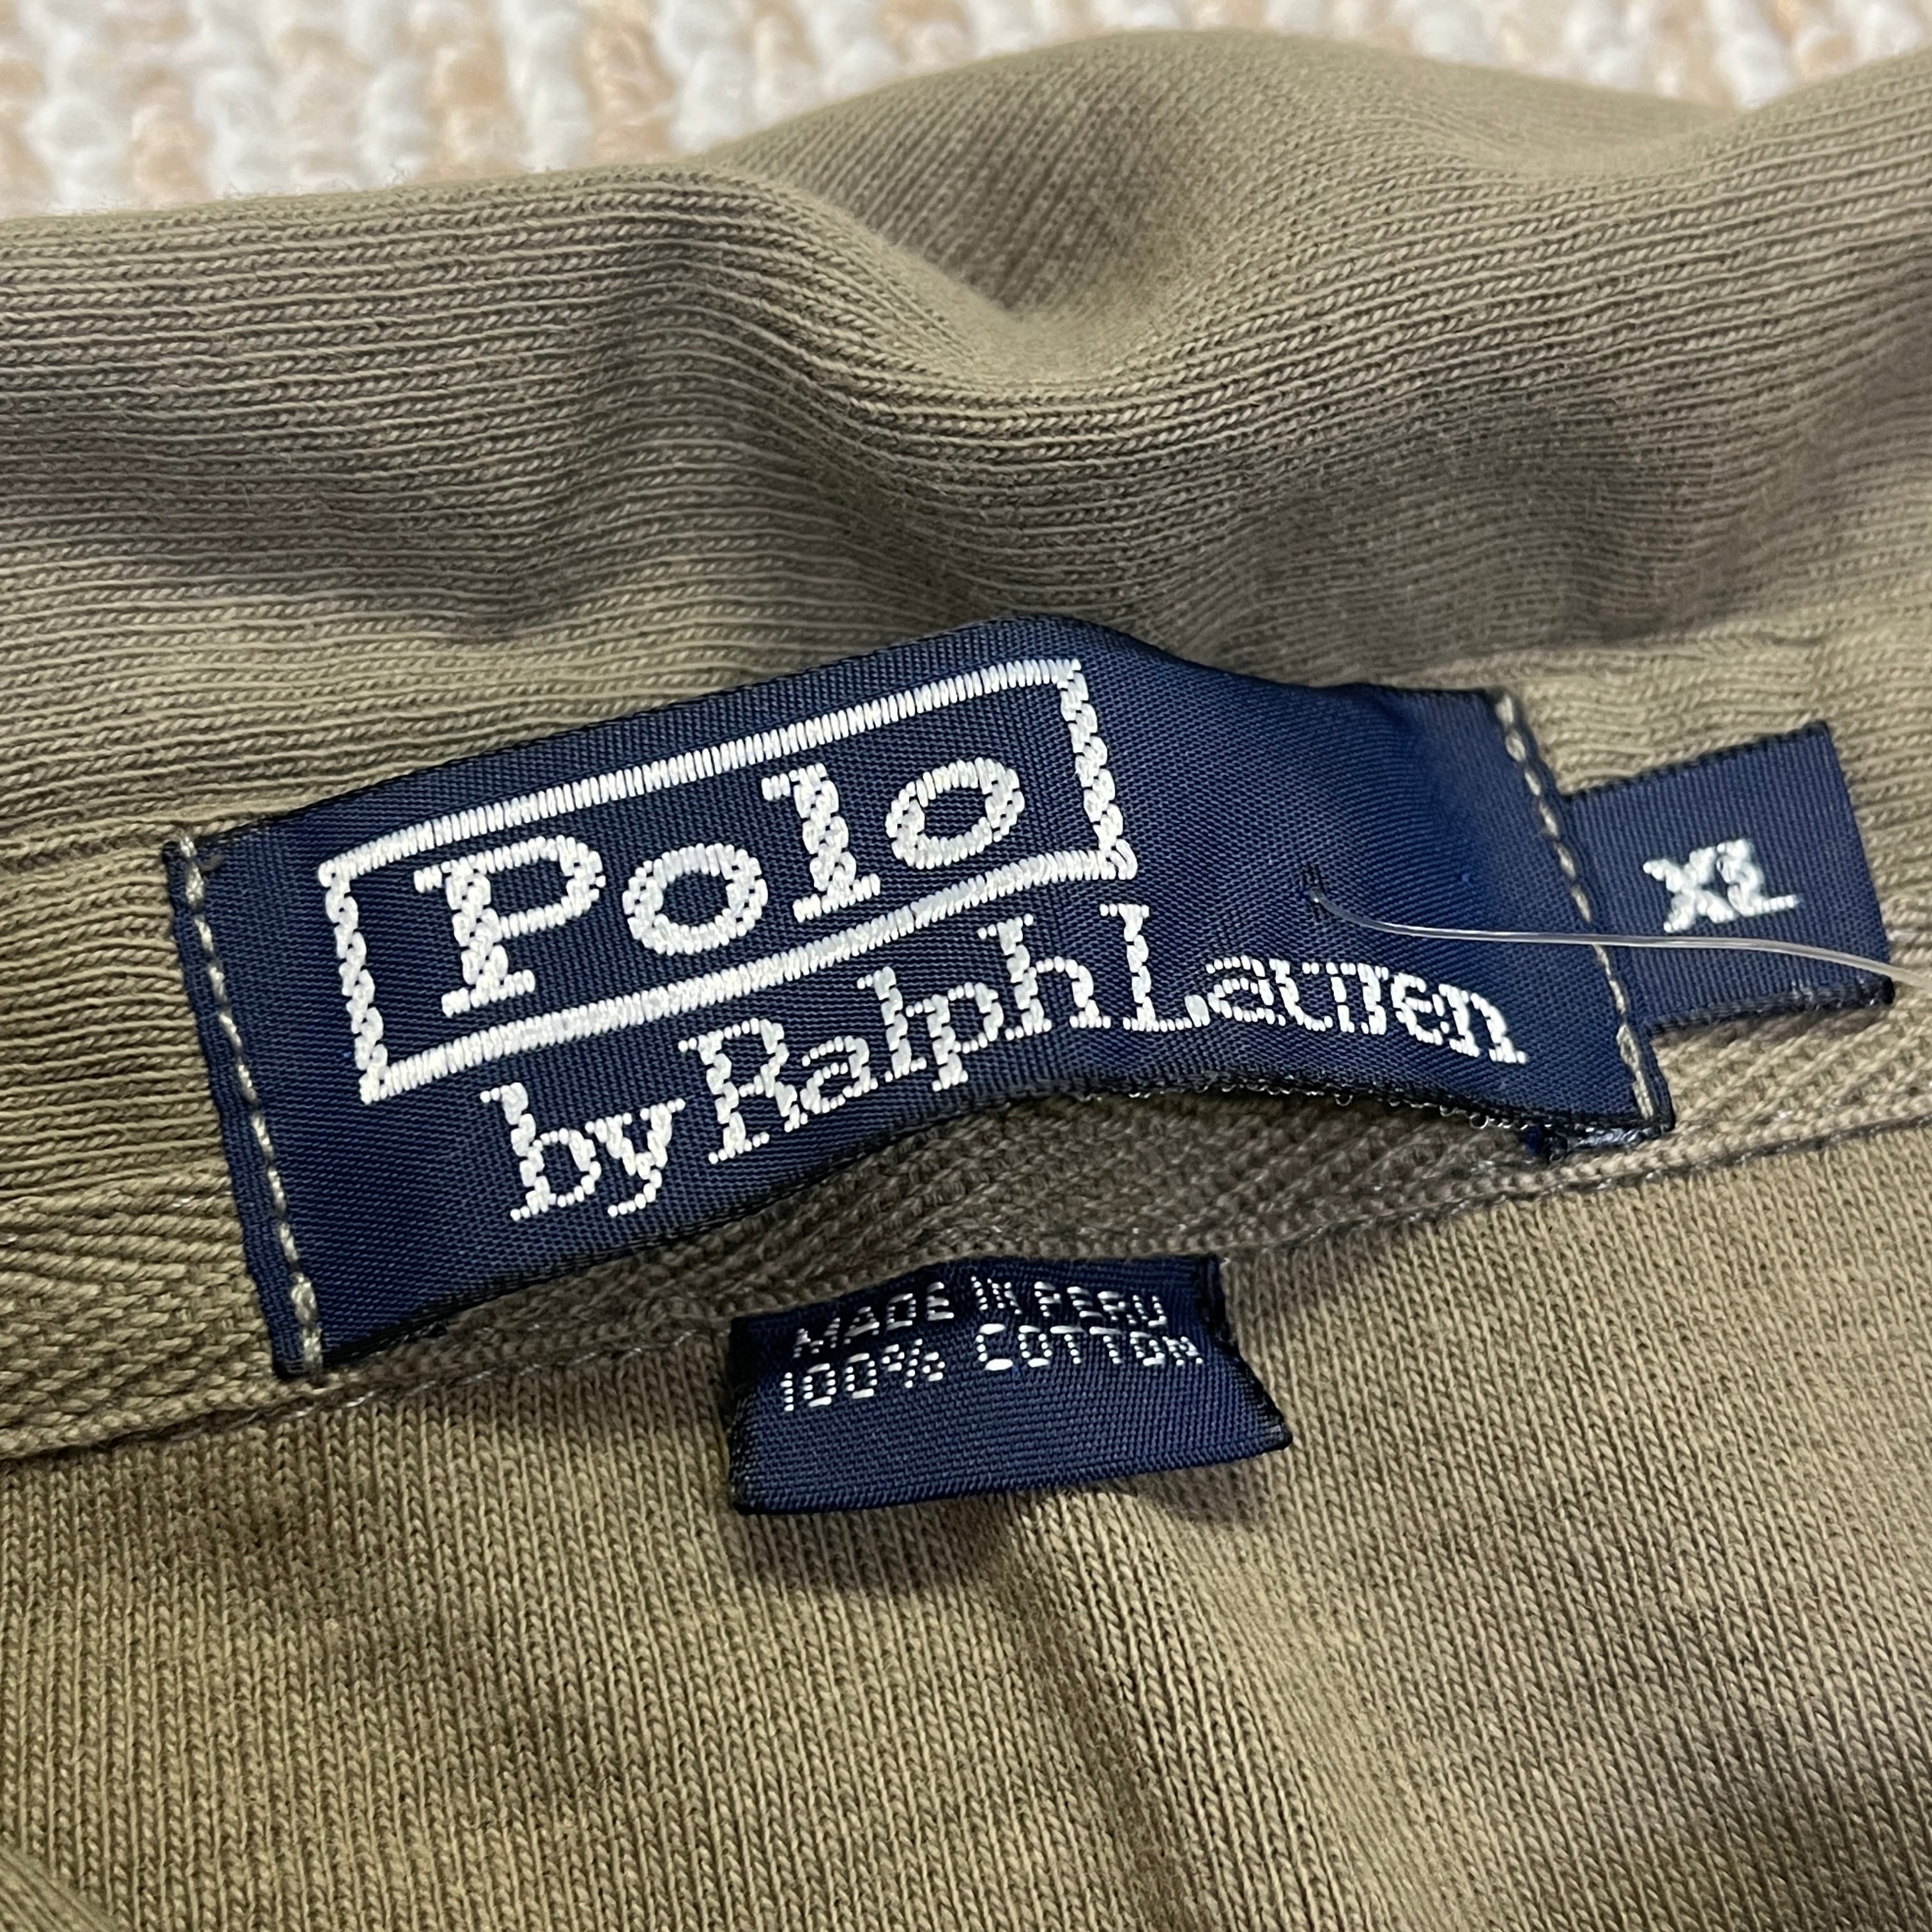 Polo
by Ralph Lauren
XL
MADE IN PERU
100% COTTON